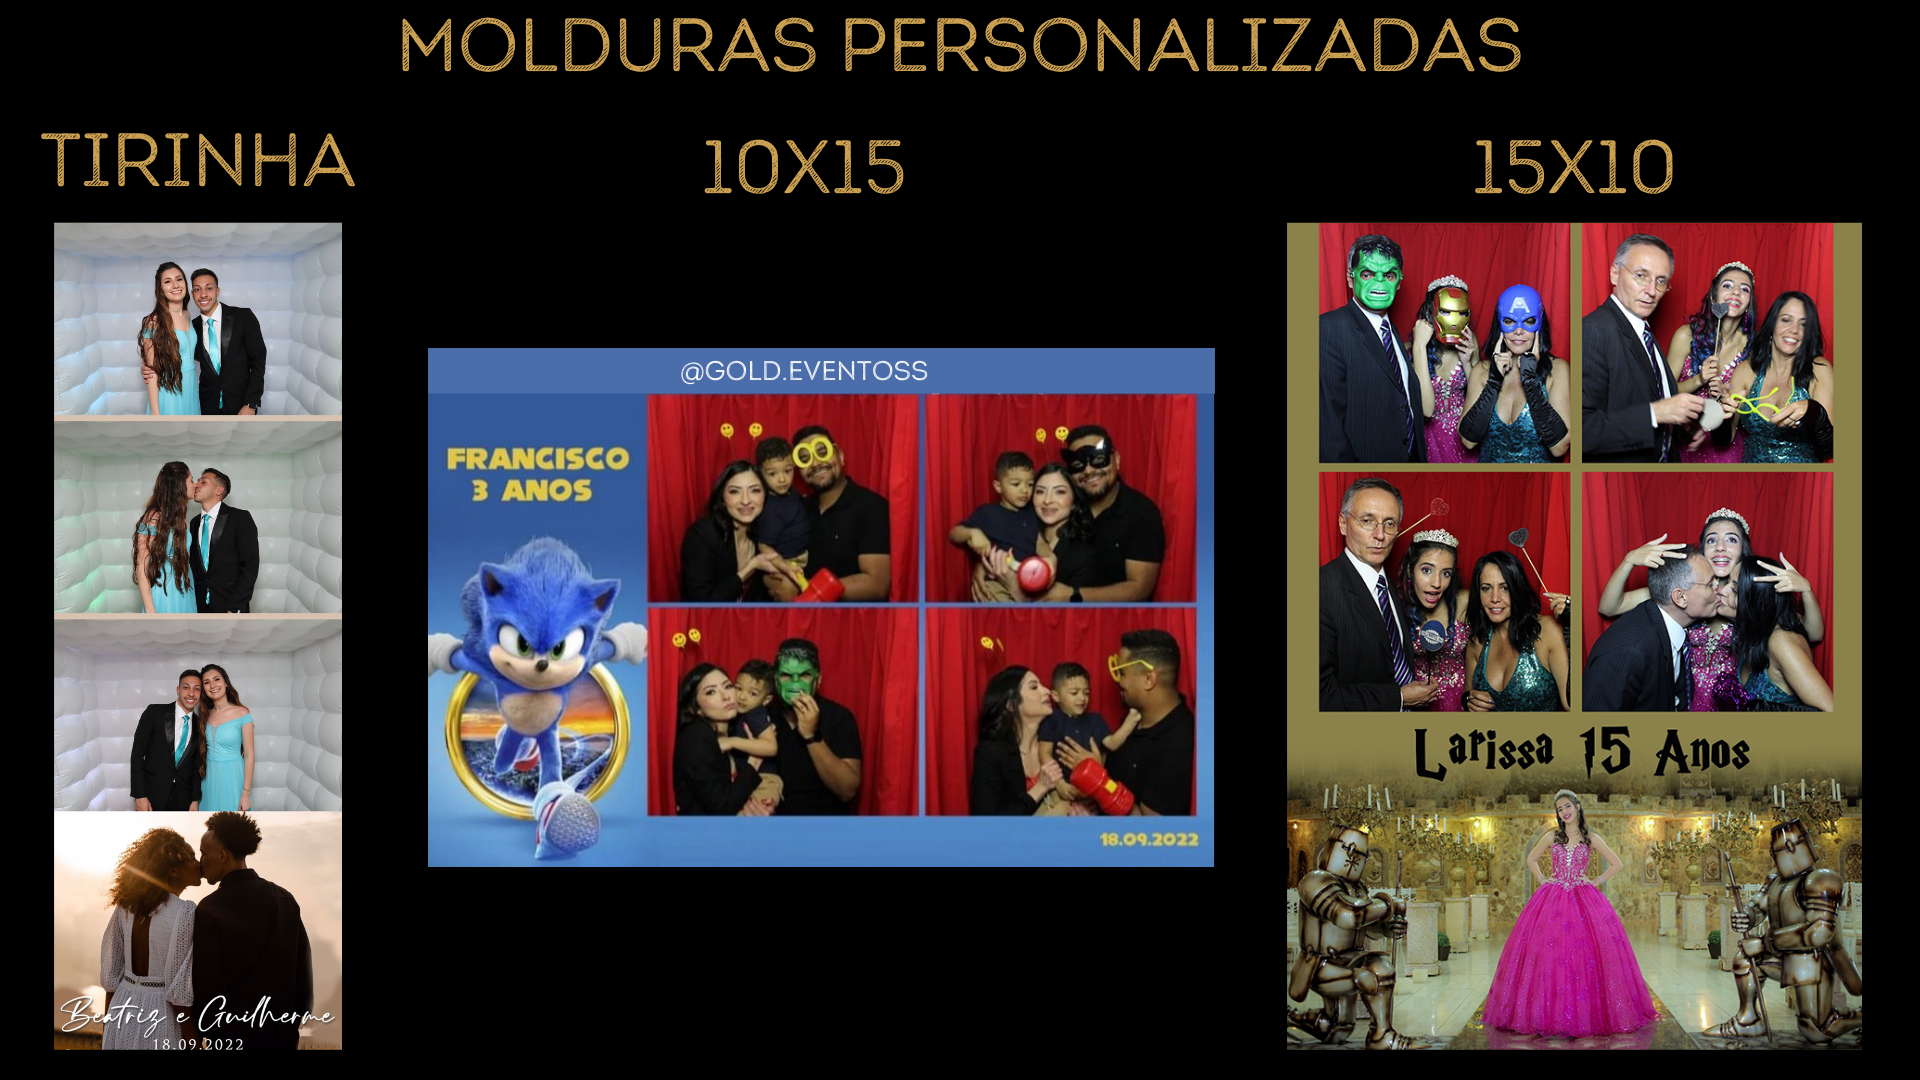 MOLDURAS PERSONALIZADAS
TIRINHA
10X15
15X10
@GOLD.EVENTOSS
FRANCISCO
3 ANOS
18.09.2022
Larissa 15 Anos
Beatriz e Guilherme
18.09.2022
A